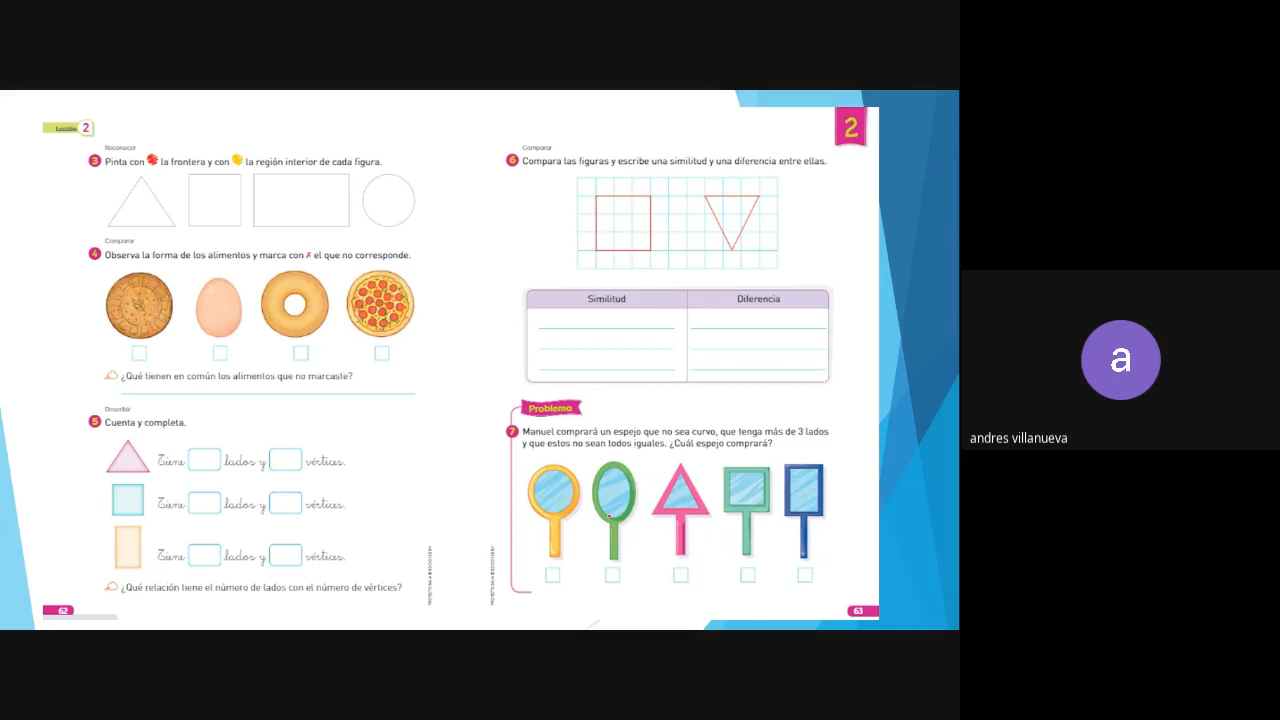 Lección 2
Reconocer
3 Pinta con la frontera y con la región interior de cada figura.
Comparar
4 Observa la forma de los alimentos y marca con ✗ el que no corresponde.
¿Qué tienen en común los alimentos que no marcaste?
Describir
5 Cuenta y completa.
Tiene lados y vértices.
Tiene lados y vértices.
Tiene lados y vértices.
¿Qué relación tiene el número de lados con el número de vértices?
62
2
Comparar
6 Compara las figuras y escribe una similitud y una diferencia entre ellas.
Similitud Diferencia
Problema
7 Manuel comprará un espejo que no sea curvo, que tenga más de 3 lados
y que estos no sean todos iguales. ¿Cuál espejo comprará?
63
a
andres villanueva